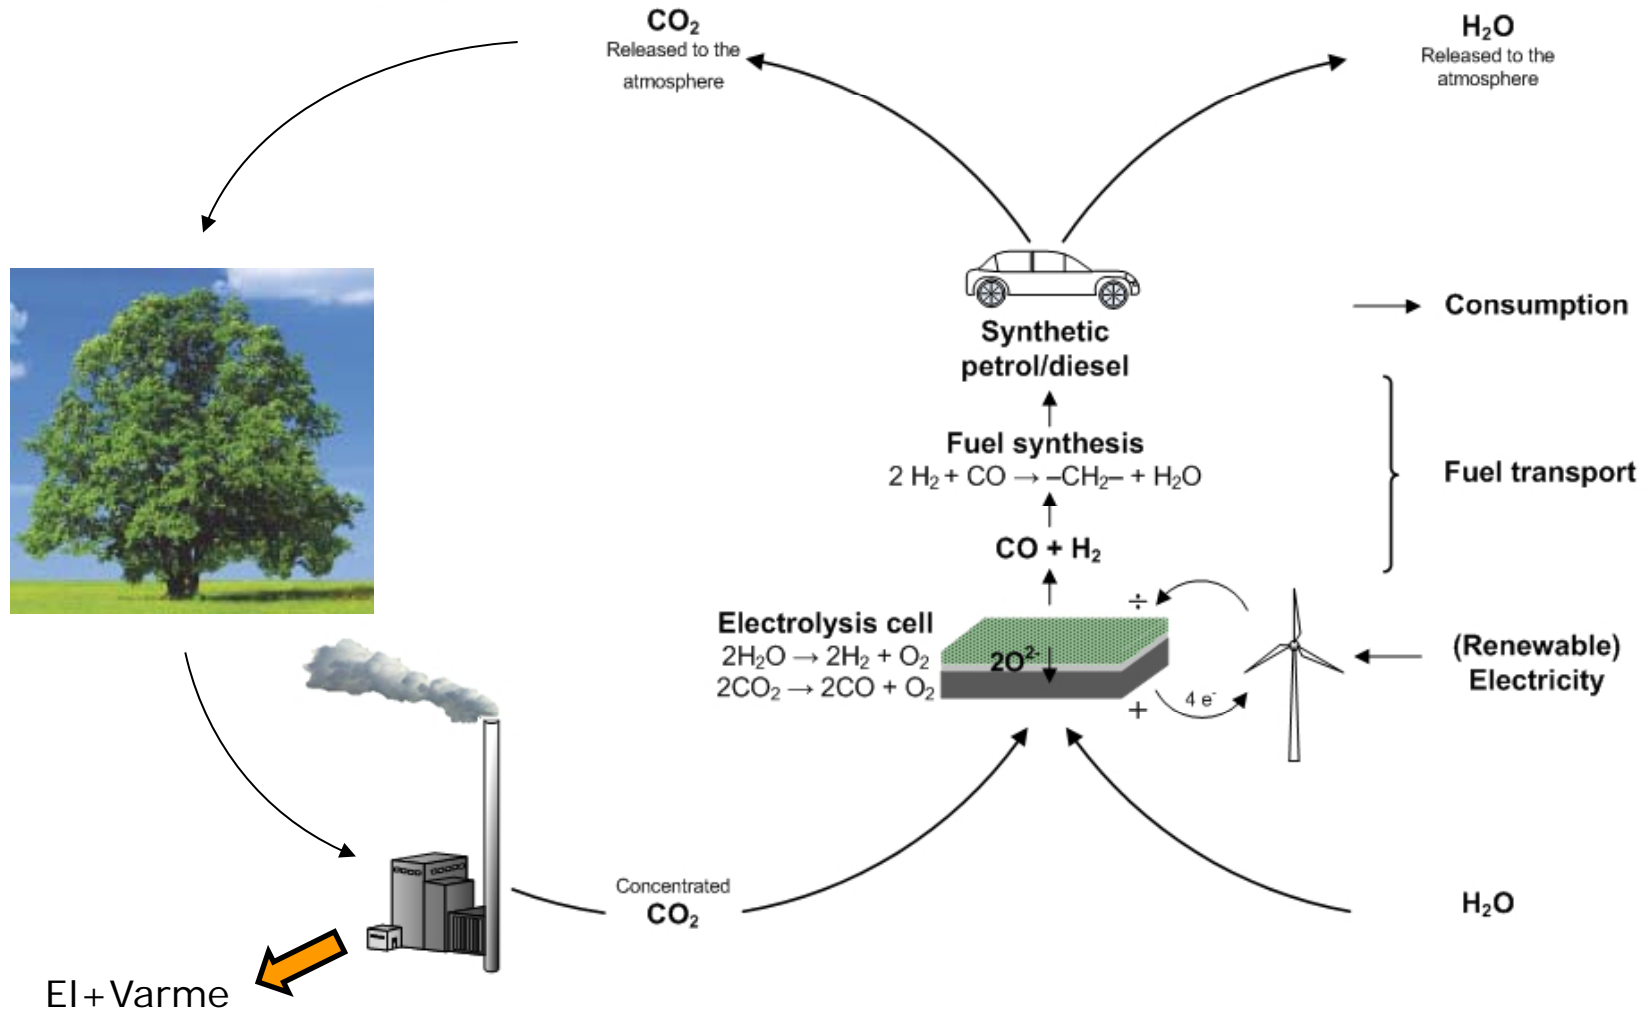 CO₂
Released to the
atmosphere
H₂O
Released to the
atmosphere
Synthetic
petrol/diesel
Consumption
Fuel synthesis
2 H₂ + CO → –CH₂– + H₂O
Fuel transport
CO + H₂
Electrolysis cell
2H₂O → 2H₂ + O₂
2CO₂ → 2CO + O₂
2O²⁻
÷
+
4 e⁻
(Renewable)
Electricity
Concentrated
CO₂
H₂O
El+Varme